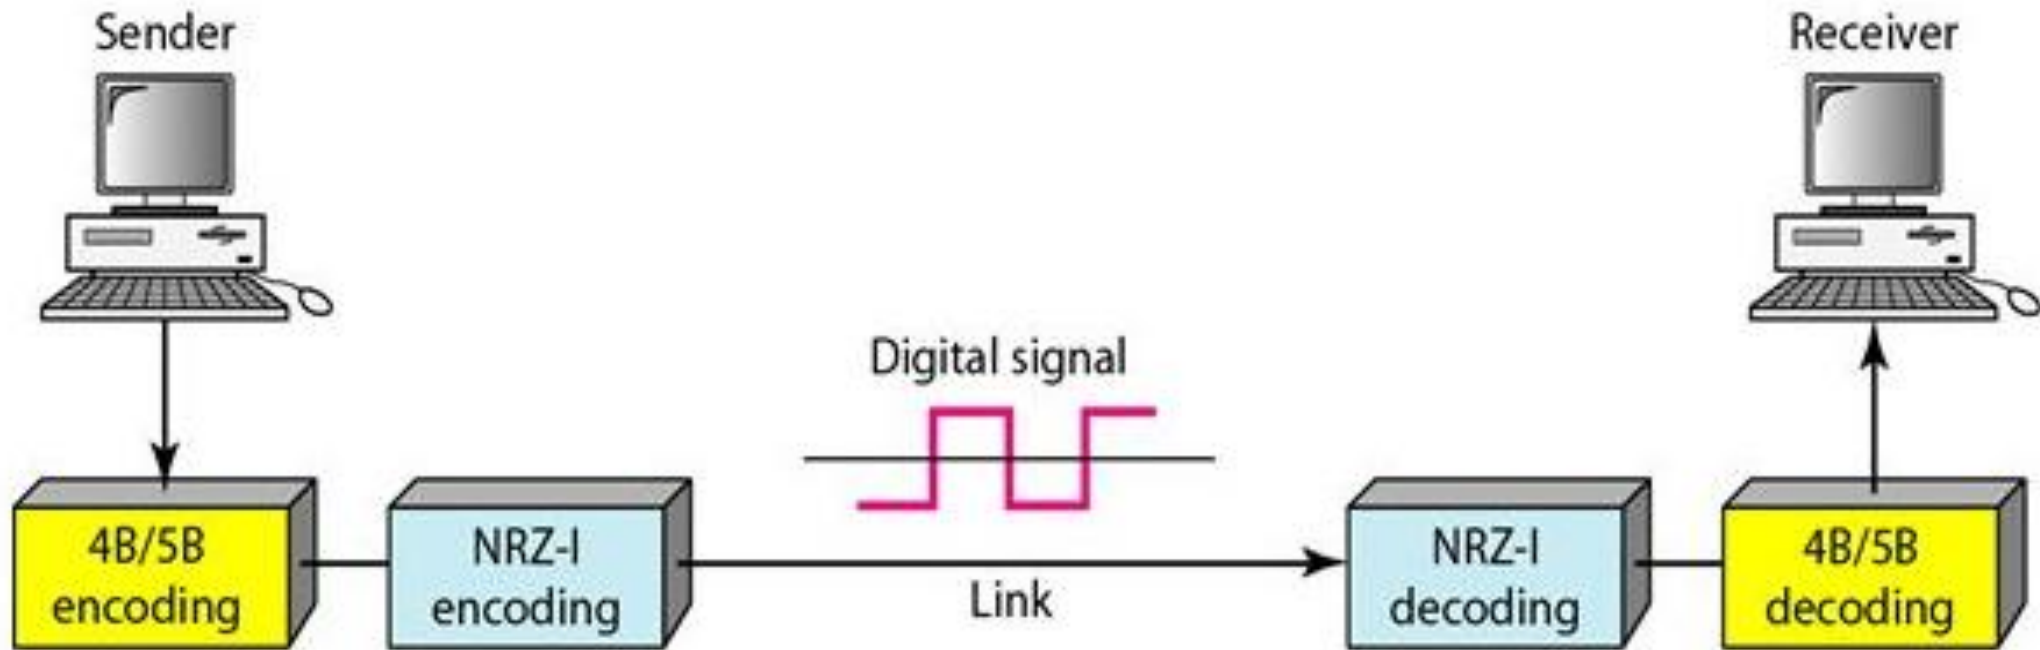 Sender
Receiver
Digital signal
4B/5B
encoding
NRZ-I
encoding
Link
NRZ-I
decoding
4B/5B
decoding